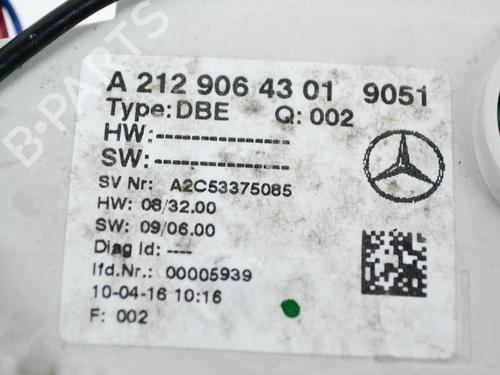 A 212 906 43 01 9051
Type: DBE Q: 002
HW:---------------
SW:---------------
SV Nr: A2C53375085
HW: 08/32.00
SW: 09/06.00
Diag Id: ----
lfd.Nr.: 00005939
10-04-16 10:16
F: 002
B-PARTS